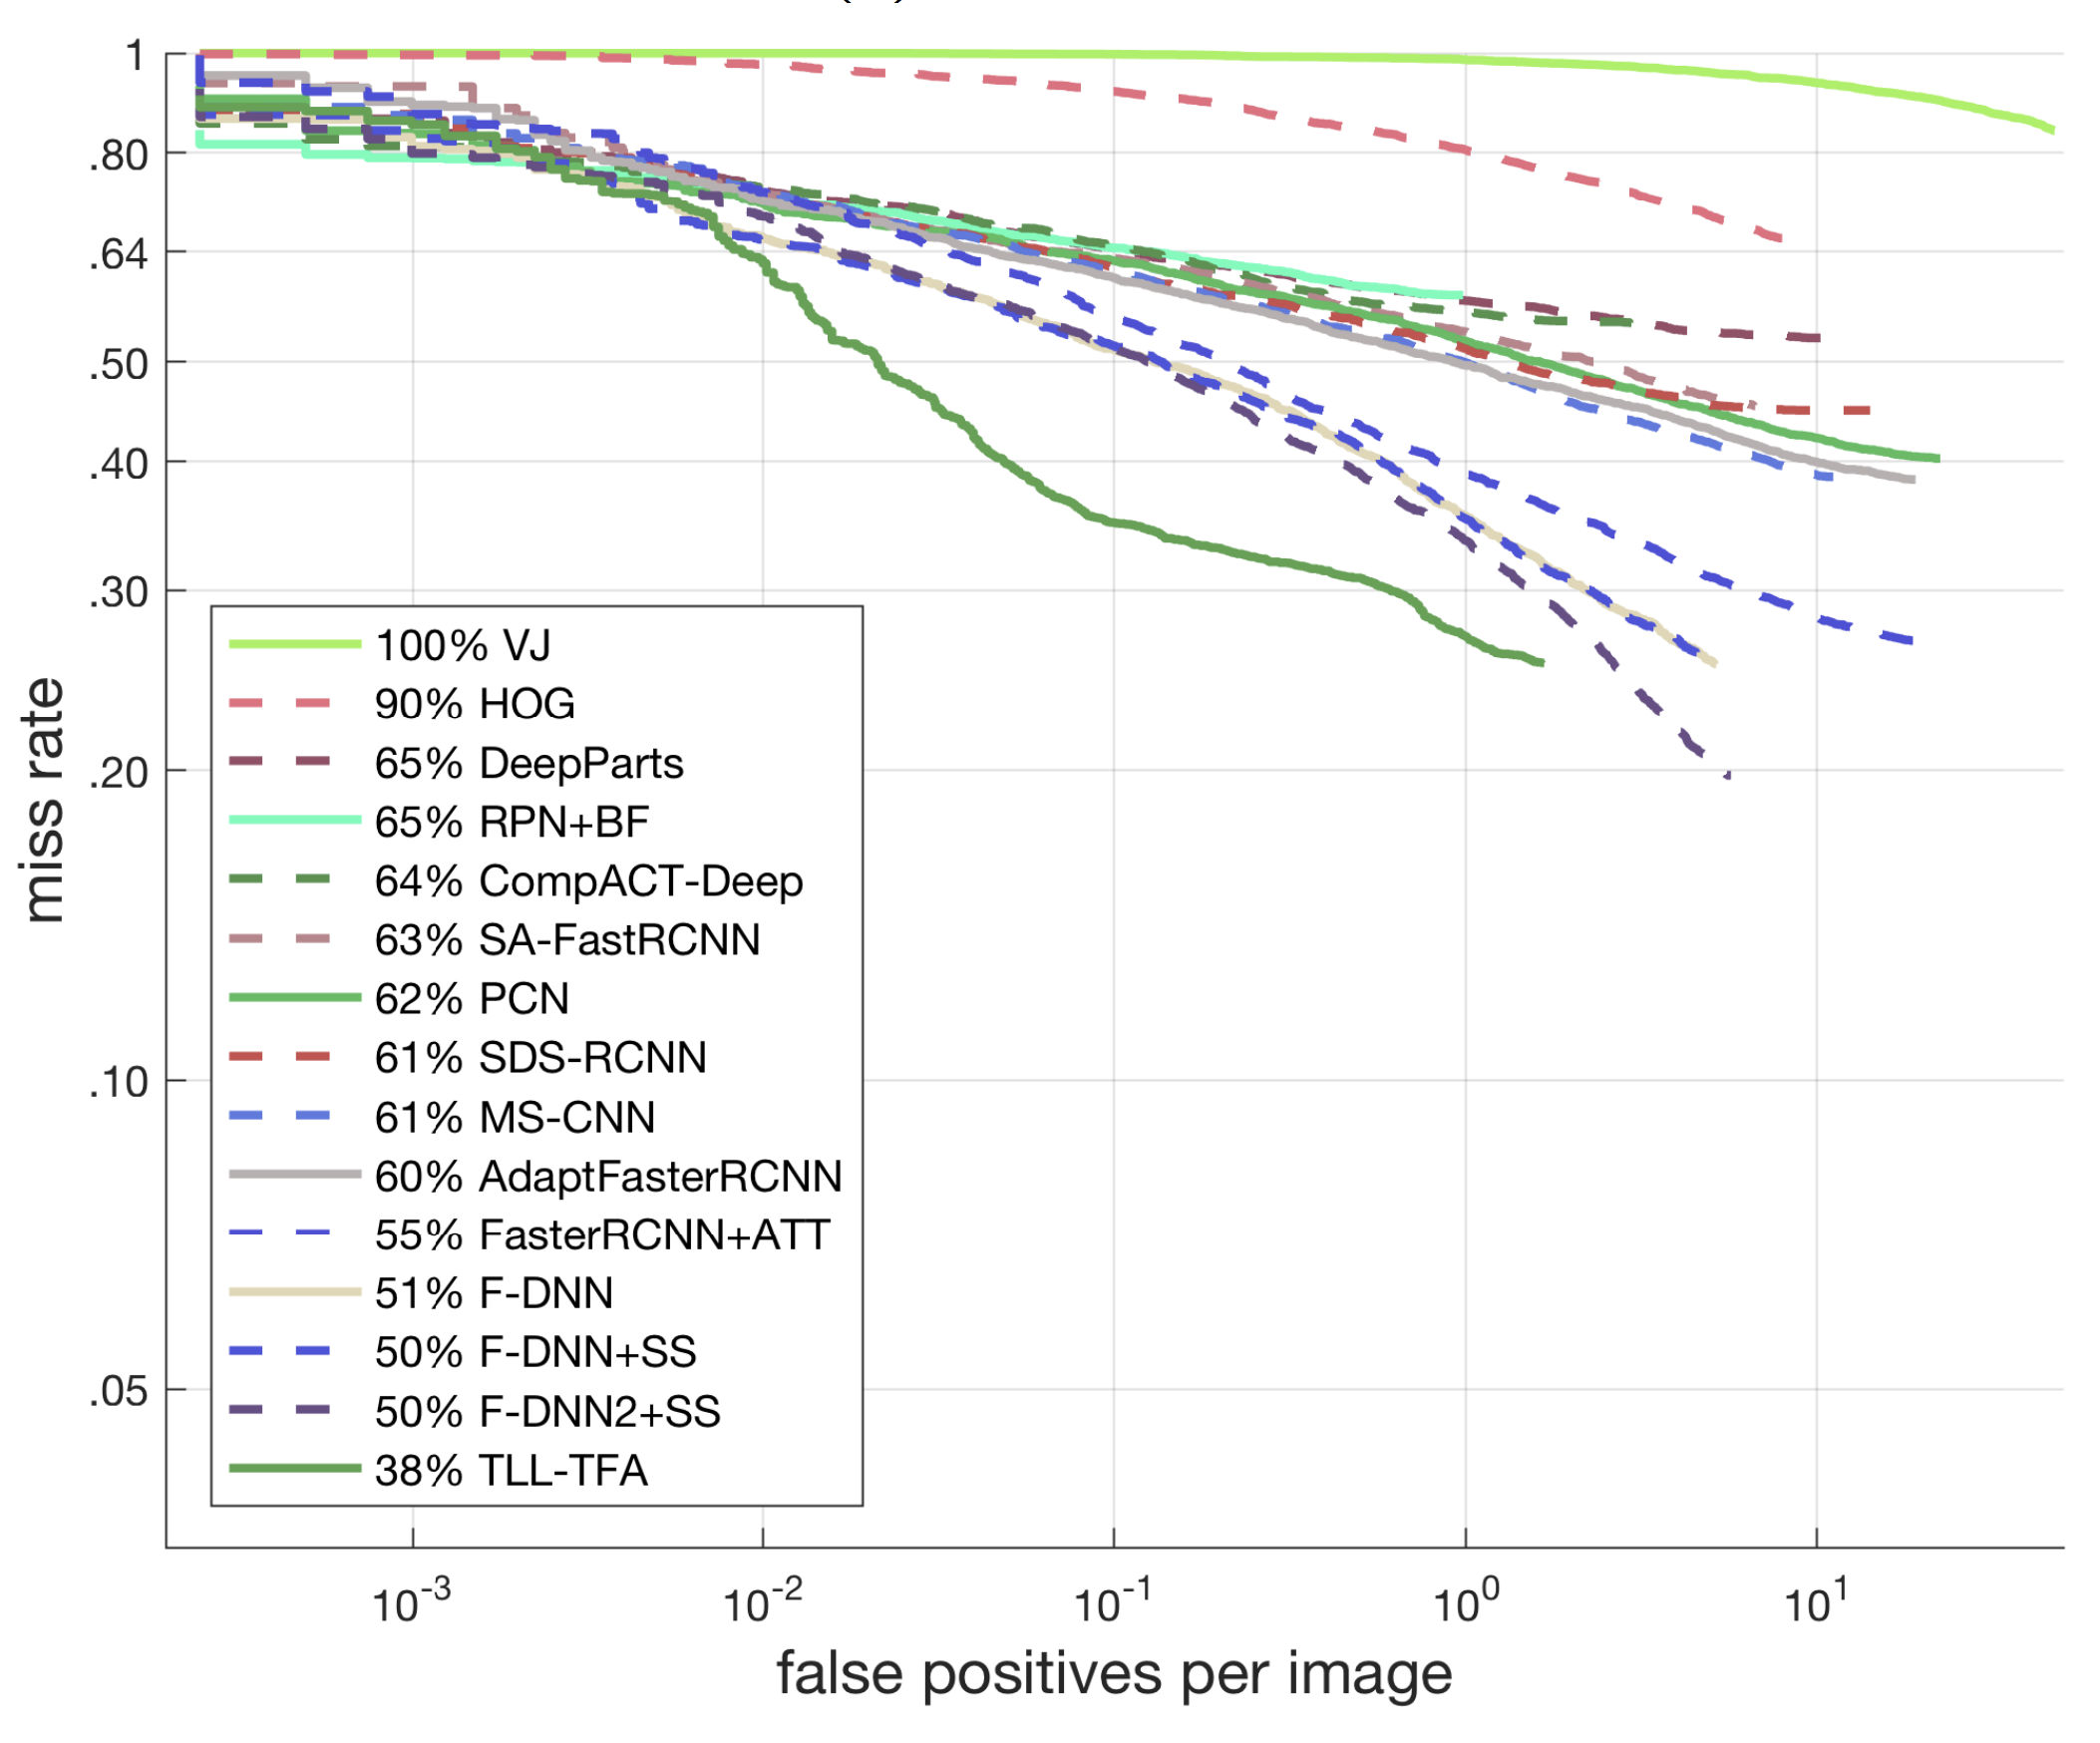 1
.80
.64
.50
.40
.30
.20
.10
.05
miss rate
100% VJ
90% HOG
65% DeepParts
65% RPN+BF
64% CompACT-Deep
63% SA-FastRCNN
62% PCN
61% SDS-RCNN
61% MS-CNN
60% AdaptFasterRCNN
55% FasterRCNN+ATT
51% F-DNN
50% F-DNN+SS
50% F-DNN2+SS
38% TLL-TFA
10^-3 10^-2 10^-1 10^0 10^1
false positives per image